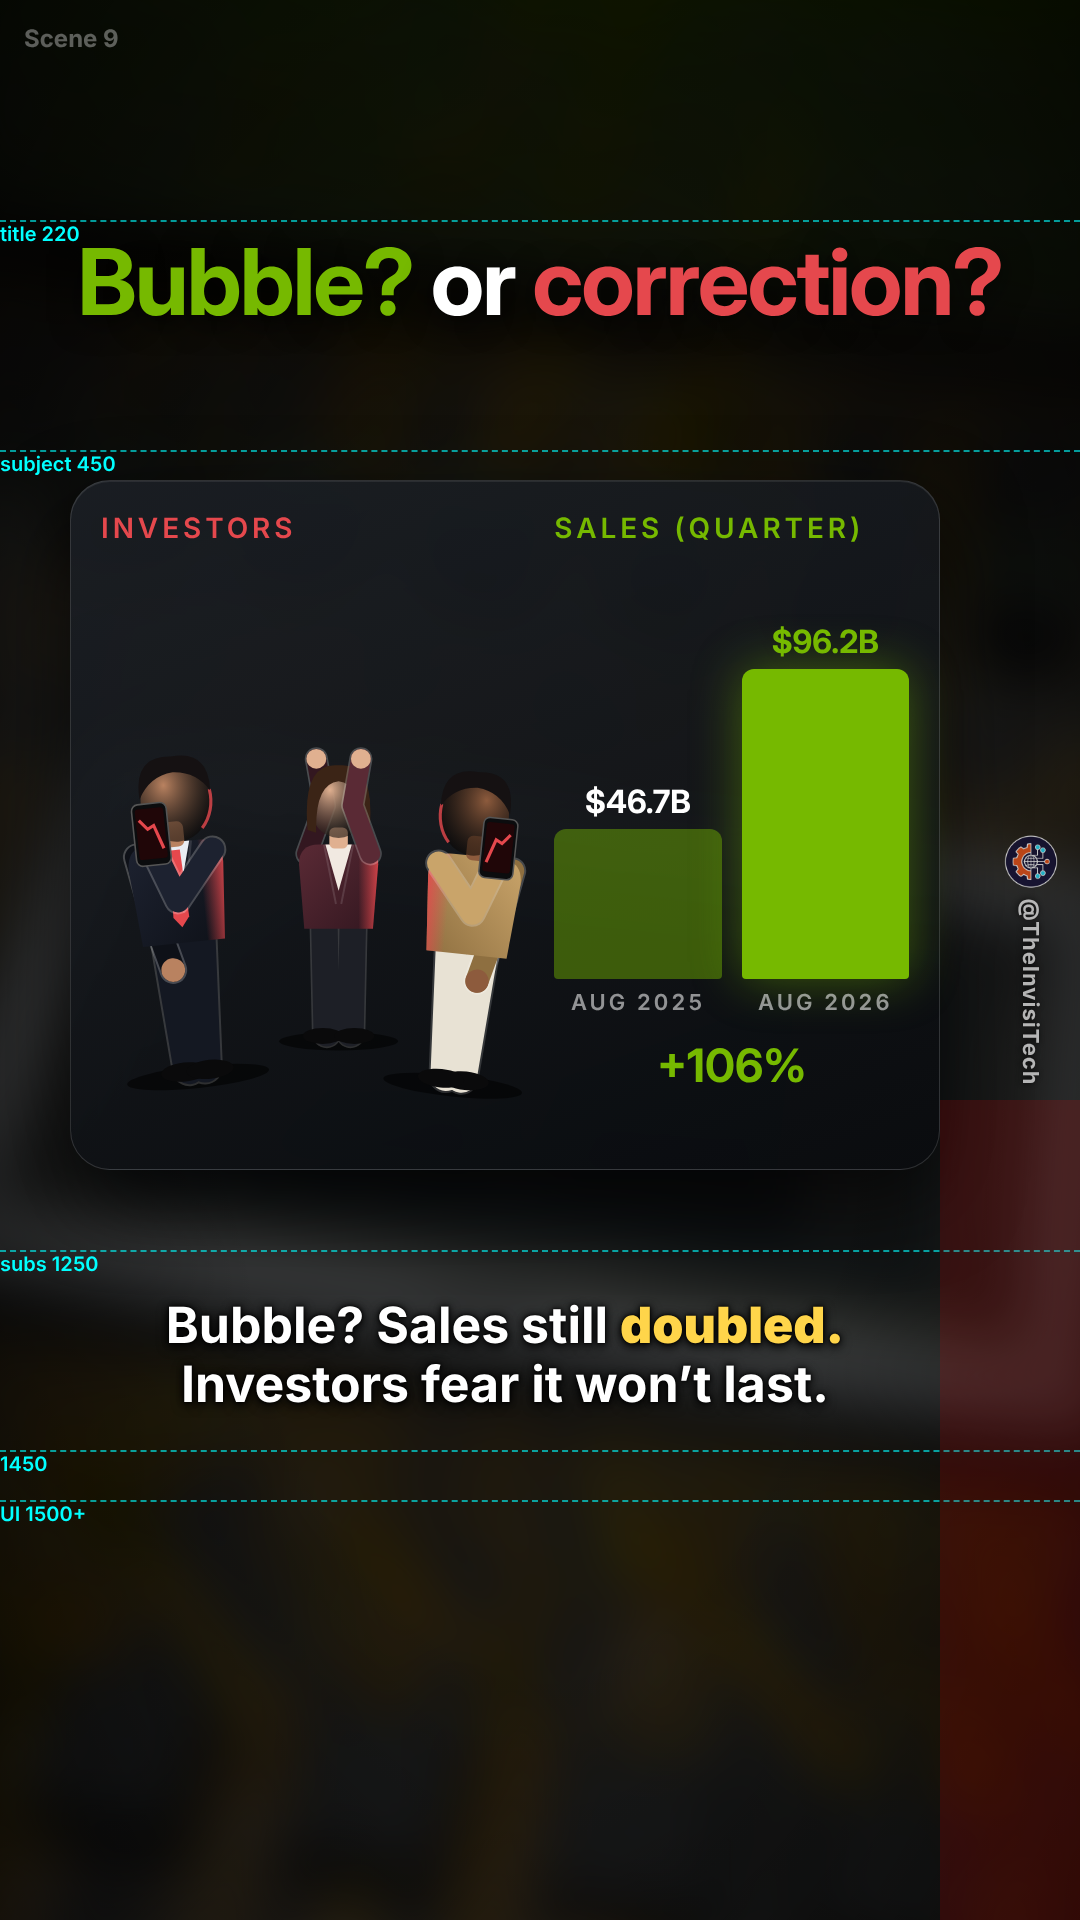 Scene 9
title 220
Bubble? or correction?
subject 450
INVESTORS
SALES (QUARTER)
$96.2B
$46.7B
AUG 2025
AUG 2026
+106%
@TheInvisiTech
subs 1250
Bubble? Sales still doubled.
Investors fear it won’t last.
1450
UI 1500+